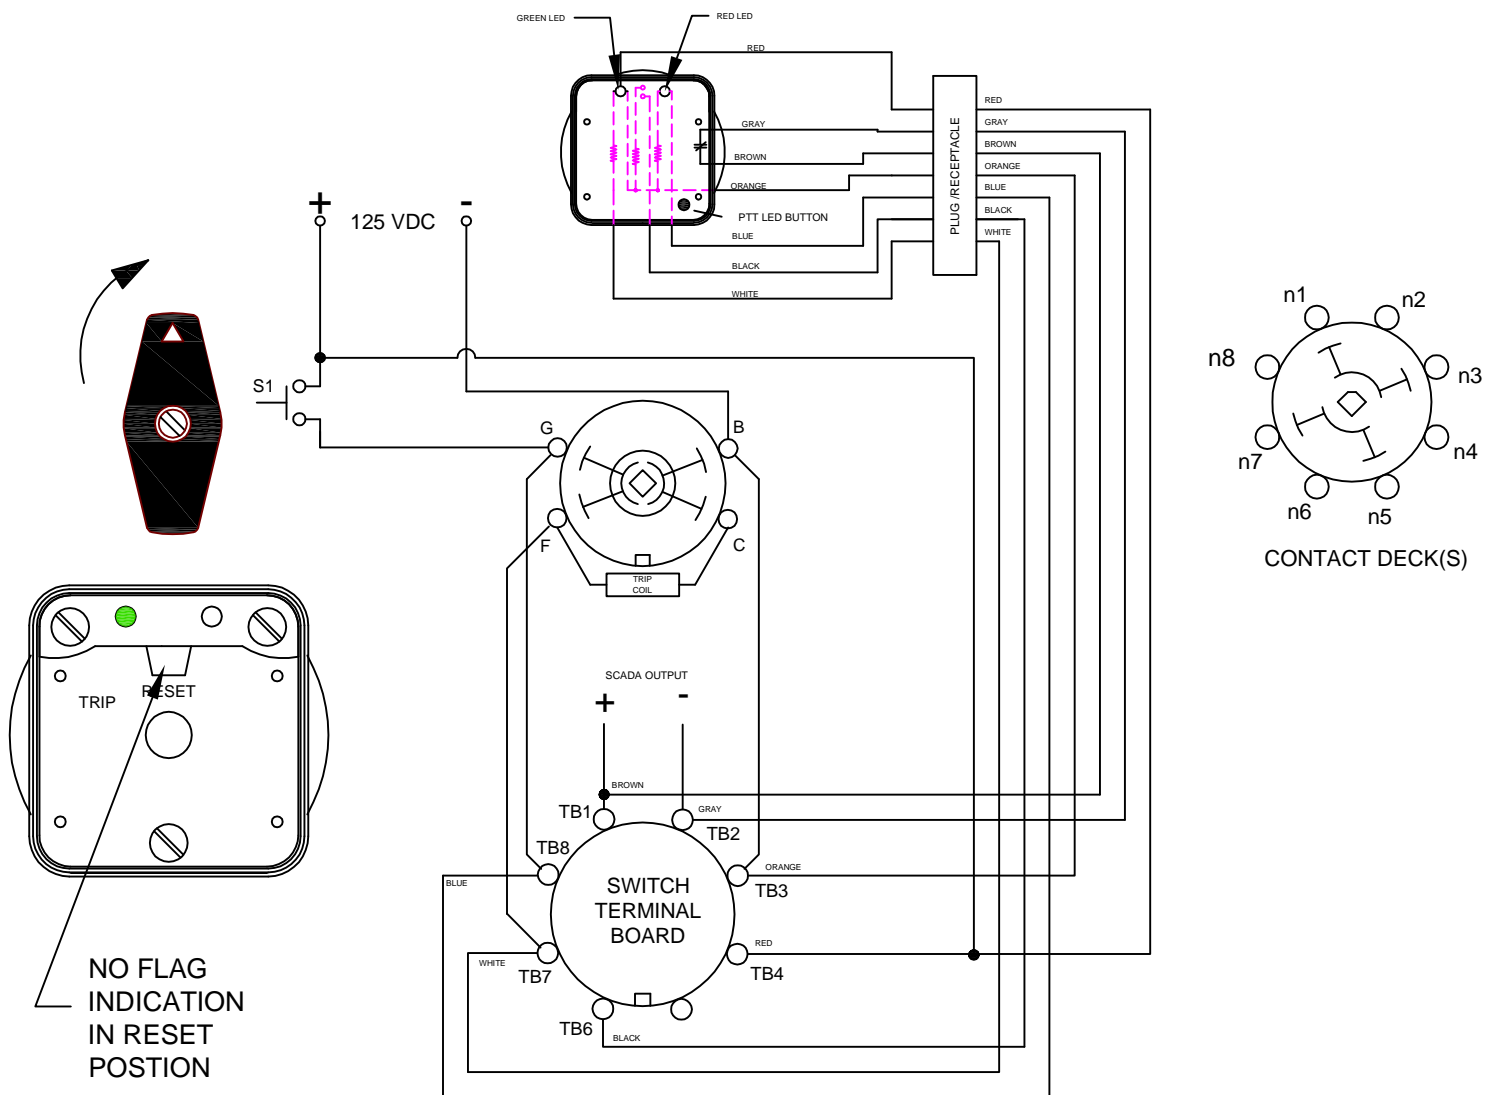 GREEN LED
RED LED
RED
GRAY
BROWN
ORANGE
PTT LED BUTTON
BLUE
BLACK
WHITE
PLUG /RECEPTACLE
RED
GRAY
BROWN
ORANGE
BLUE
BLACK
WHITE
+ 125 VDC -
S1
G
B
F
C
TRIP
COIL
n1
n2
n3
n4
n5
n6
n7
n8
CONTACT DECK(S)
TRIP
RESET
NO FLAG
INDICATION
IN RESET
POSTION
SCADA OUTPUT
+ -
BROWN
TB1
GRAY
TB2
TB8
BLUE
ORANGE
TB3
SWITCH
TERMINAL
BOARD
RED
TB4
WHITE
TB7
TB6
BLACK